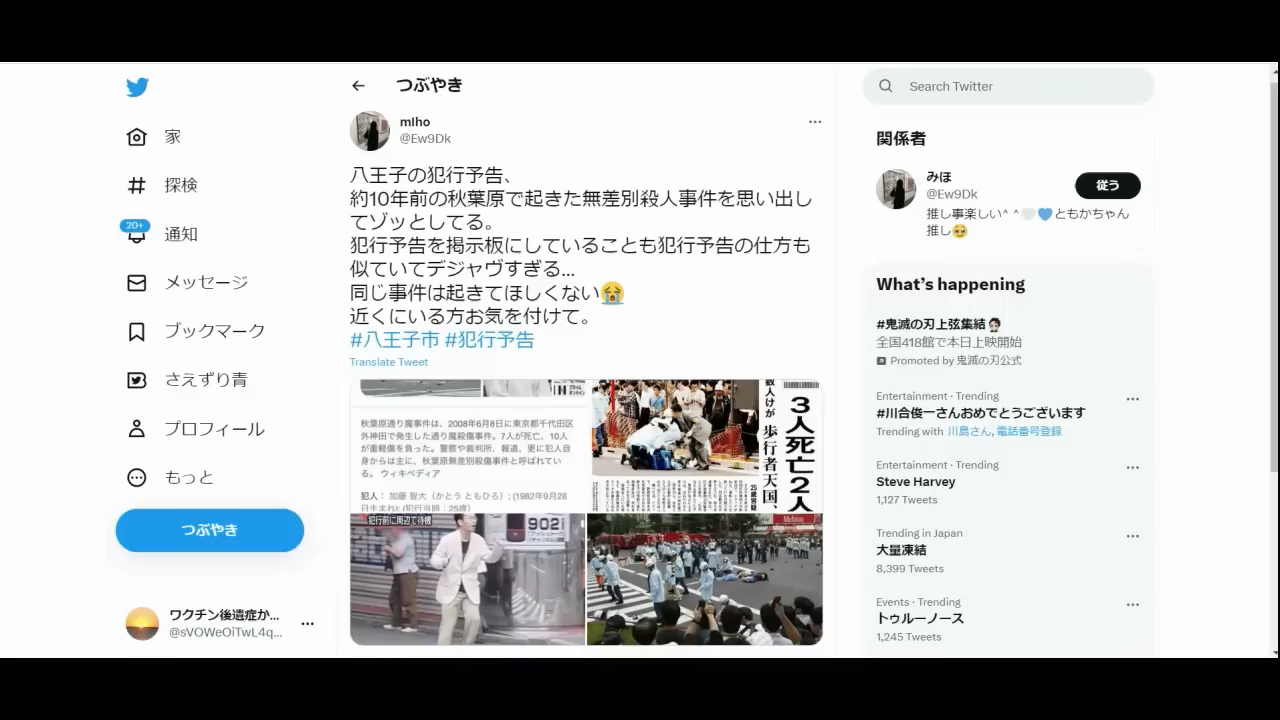 家
探検
20+
通知
メッセージ
ブックマーク
さえずり青
プロフィール
もっと
つぶやき
ワクチン後遺症か...
@sVOWeOiTwL4q...
つぶやき
mIho
@Ew9Dk
八王子の犯行予告、
約10年前の秋葉原で起きた無差別殺人事件を思い出し
てゾッとしてる。
犯行予告を掲示板にしていることも犯行予告の仕方も
似ていてデジャヴすぎる...
同じ事件は起きてほしくない😭
近くにいる方お気を付けて。
#八王子市 #犯行予告
Translate Tweet
秋葉原通り魔事件は、2008年6月8日に東京都千代田区
外神田で発生した通り魔殺傷事件。7人が死亡、10人
が重軽傷を負った。警察や裁判所、報道、更に犯人自
身からは主に、秋葉原無差別殺傷事件と呼ばれてい
る。 ウィキペディア
犯人： 加藤 智大（かとう ともひろ）; (1982年9月28
日生まれ) (犯行当時：25歳)
3人死亡2人
数人けが 歩行者天国、
25歳容疑
犯行前に周辺で待機
902i
Search Twitter
関係者
みほ
@Ew9Dk
従う
推し事楽しい^ ^🤍💙ともかちゃん
推し🥹
What's happening
#鬼滅の刃上弦集結
全国418館で本日上映開始
Promoted by 鬼滅の刃公式
Entertainment · Trending
#川合俊一さんおめでとうございます
Trending with 川島さん, 電話番号登録
Entertainment · Trending
Steve Harvey
1,127 Tweets
Trending in Japan
大量凍結
8,399 Tweets
Events · Trending
トゥルーノース
1,245 Tweets